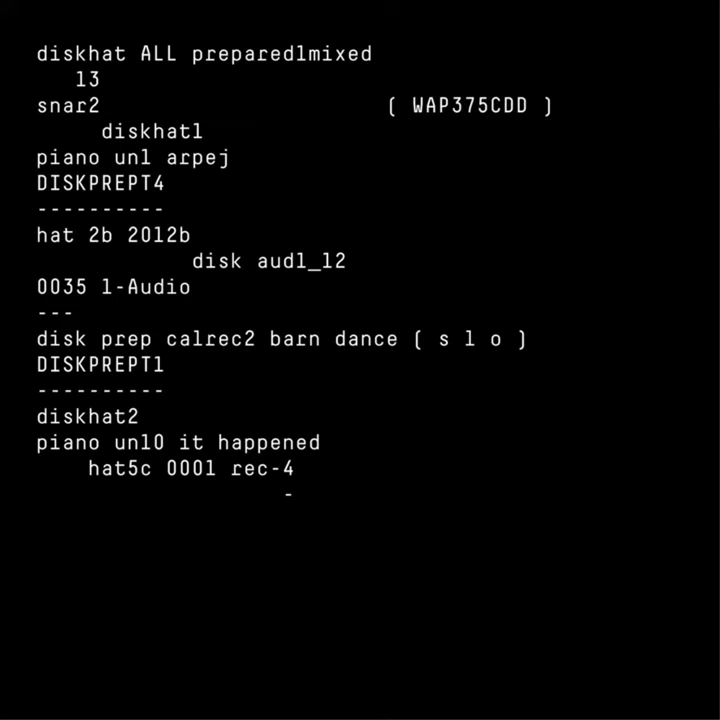 diskhat ALL prepared1mixed
13
snar2 ( WAP375CDD )
diskhat1
piano un1 arpej
DISKPREPT4
----------
hat 2b 2012b
disk aud1_12
0035 1-Audio
---
disk prep calrec2 barn dance ( s l o )
DISKPREPT1
----------
diskhat2
piano un10 it happened
hat5c 0001 rec-4
-